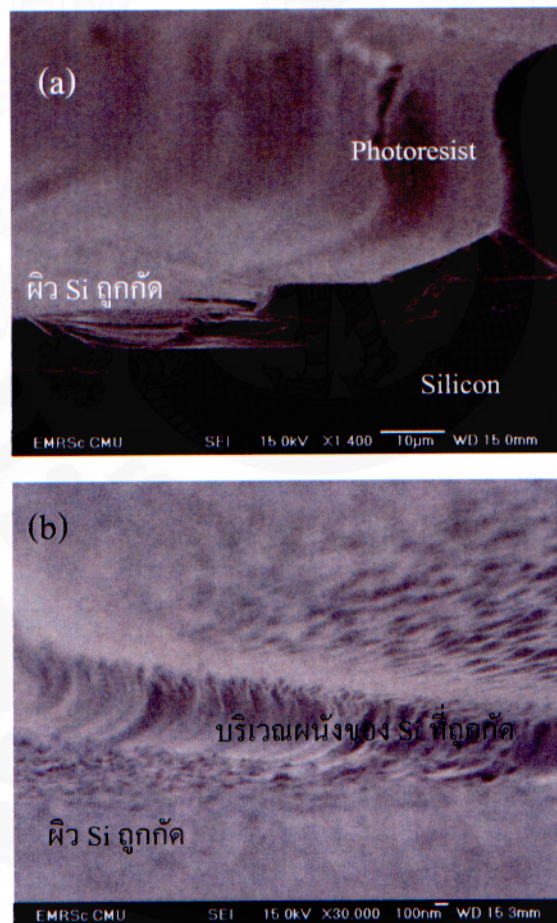 (a)
Photoresist
ผิว Si ถูกกัด
Silicon
EMRSc CMU SEI 15.0kV X1,400 10µm WD 15.0mm
(b)
บริเวณผนังของ Si ที่ถูกกัด
ผิว Si ถูกกัด
EMRSc CMU SEI 15.0kV X30,000 100nm WD 15.3mm